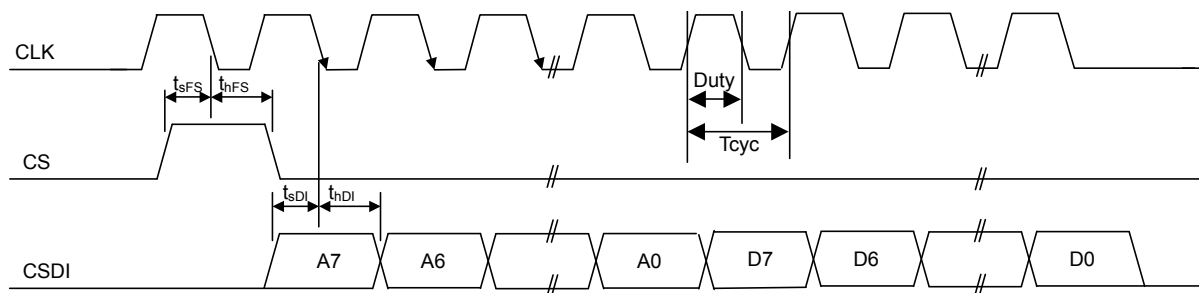 CLK
tsFS thFS
Duty
Tcyc
CS
tsDI thDI
CSDI A7 A6 A0 D7 D6 D0